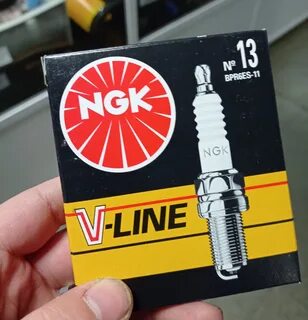 NGK
Nº 13
BPR6ES-11
NGK
V-LINE